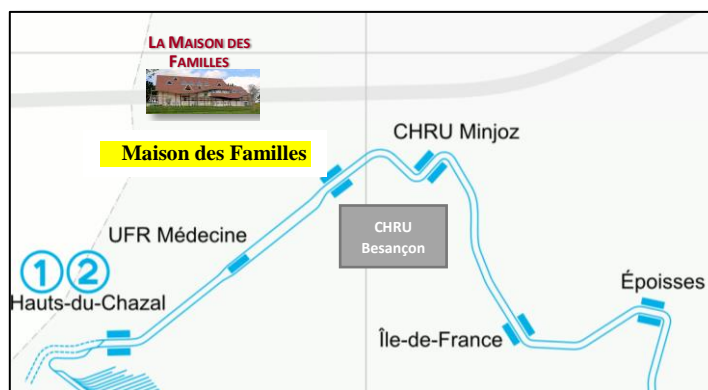 LA MAISON DES
FAMILLES
Maison des Familles
CHRU Minjoz
UFR Médecine
CHRU
Besançon
1 2
Hauts-du-Chazal
Époisses
Île-de-France